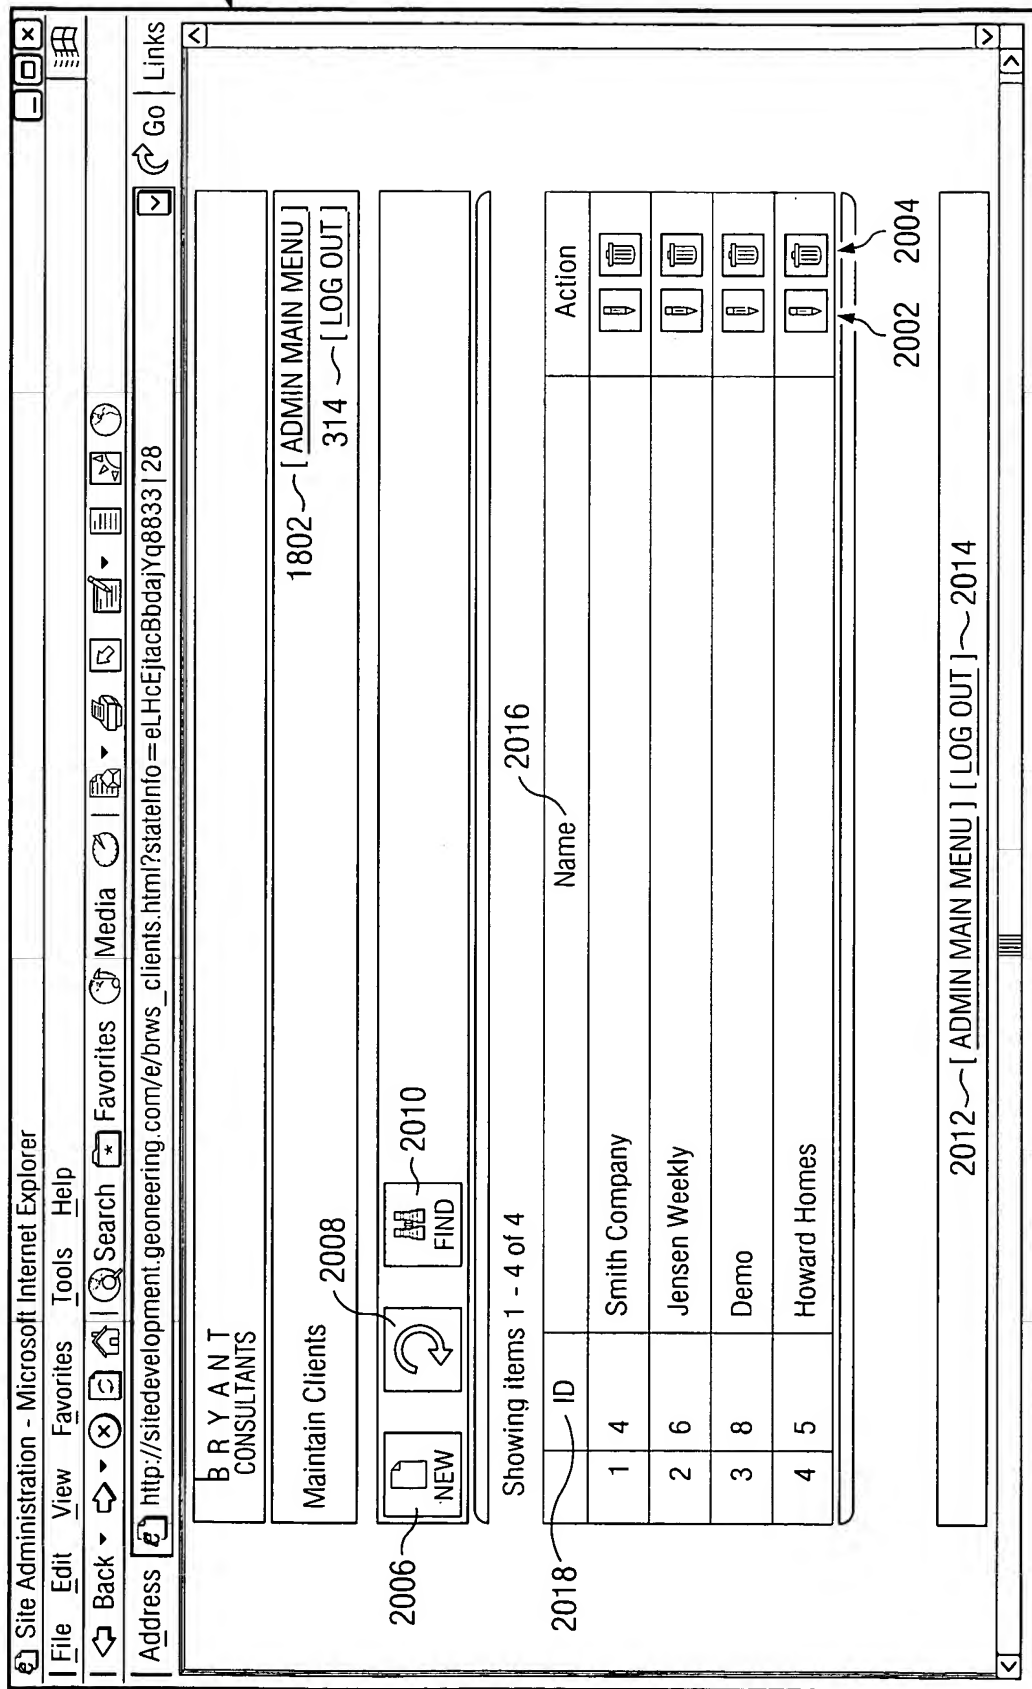 Site Administration - Microsoft Internet Explorer
File Edit View Favorites Tools Help
Back Search Favorites Media
Address http://sitedevelopment.geoneering.com/e/brws_clients.html?stateInfo=eLHcEjtacBbdajYq8833|28 Go Links
BRYANT
CONSULTANTS
Maintain Clients 1802 [ ADMIN MAIN MENU ]
314 [ LOG OUT ]
2006 NEW 2008 FIND 2010
Showing items 1 - 4 of 4
2018 2016
ID Name Action
1 4 Smith Company
2 6 Jensen Weekly
3 8 Demo
4 5 Howard Homes
2002 2004
2012 [ ADMIN MAIN MENU ] [ LOG OUT ] 2014